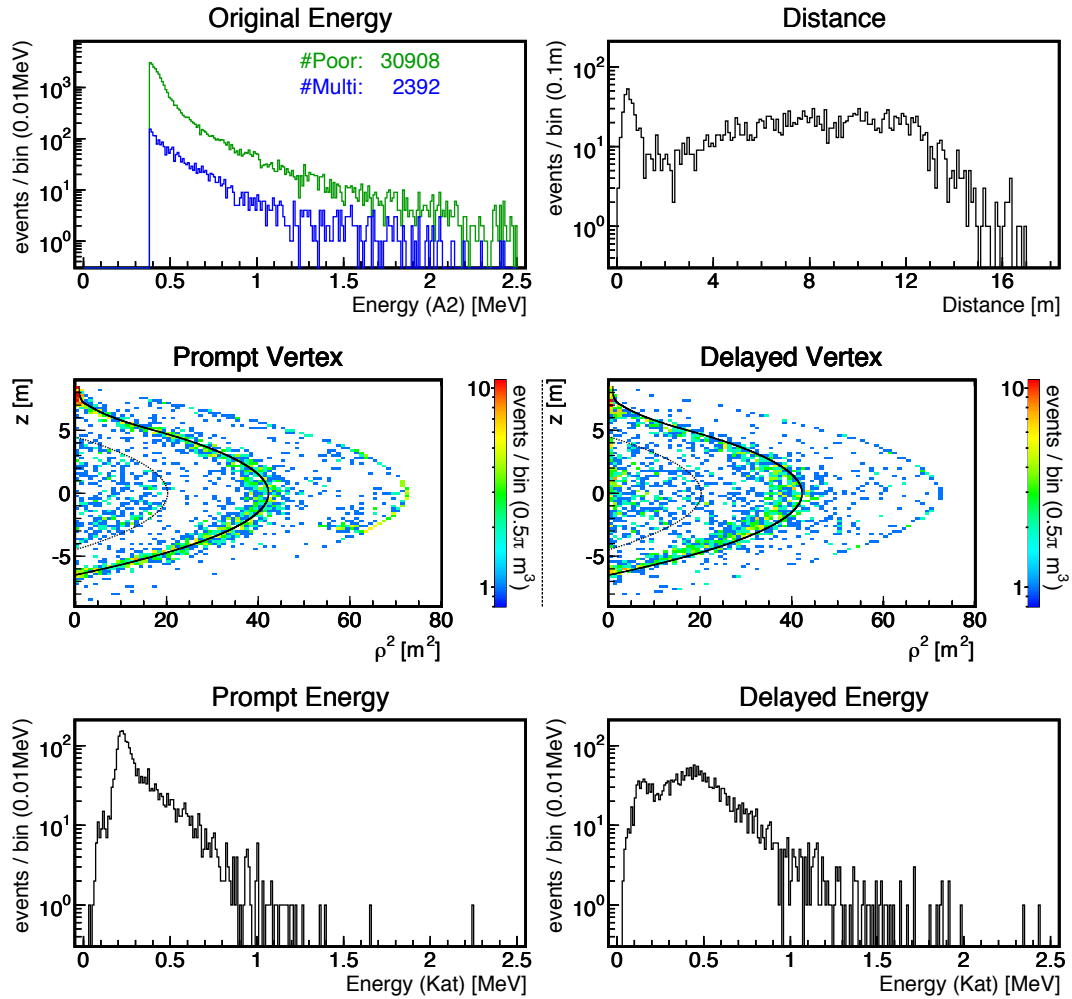 Original Energy
events / bin (0.01MeV)
10³
10²
10
10⁰
#Poor: 30908
#Multi: 2392
0 0.5 1 1.5 2 2.5
Energy (A2) [MeV]
Distance
events / bin (0.1m)
10²
10
10⁰
0 4 8 12 16
Distance [m]
Prompt Vertex
z [m]
5
0
-5
0 20 40 60 80
ρ² [m²]
10
1
events / bin (0.5π m³)
Delayed Vertex
z [m]
5
0
-5
0 20 40 60 80
ρ² [m²]
10
1
events / bin (0.5π m³)
Prompt Energy
events / bin (0.01MeV)
10²
10
10⁰
0 0.5 1 1.5 2 2.5
Energy (Kat) [MeV]
Delayed Energy
events / bin (0.01MeV)
10²
10
10⁰
0 0.5 1 1.5 2 2.5
Energy (Kat) [MeV]